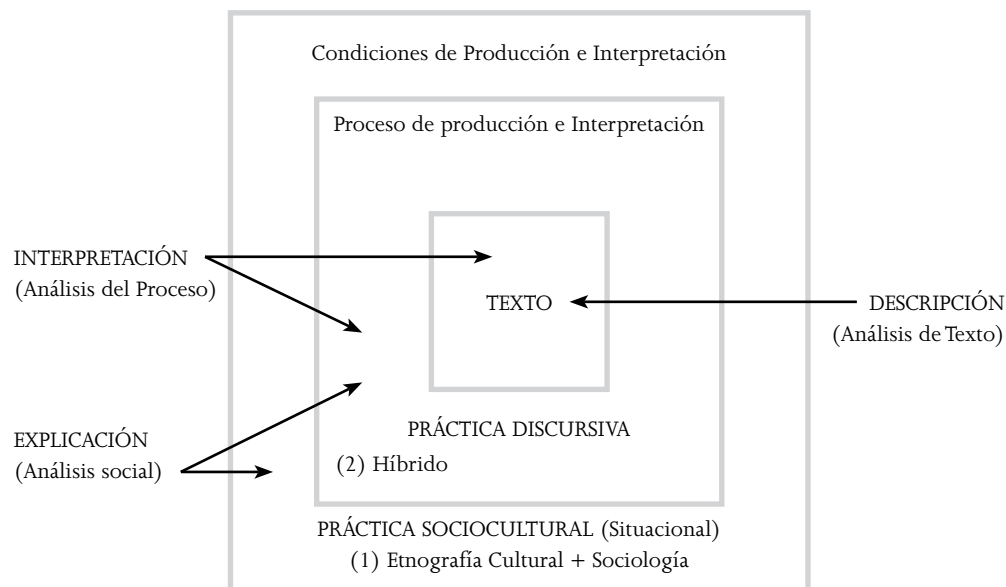 Condiciones de Producción e Interpretación
Proceso de producción e Interpretación
INTERPRETACIÓN
(Análisis del Proceso)
TEXTO
DESCRIPCIÓN
(Análisis de Texto)
EXPLICACIÓN
(Análisis social)
PRÁCTICA DISCURSIVA
(2) Híbrido
PRÁCTICA SOCIOCULTURAL (Situacional)
(1) Etnografía Cultural + Sociología